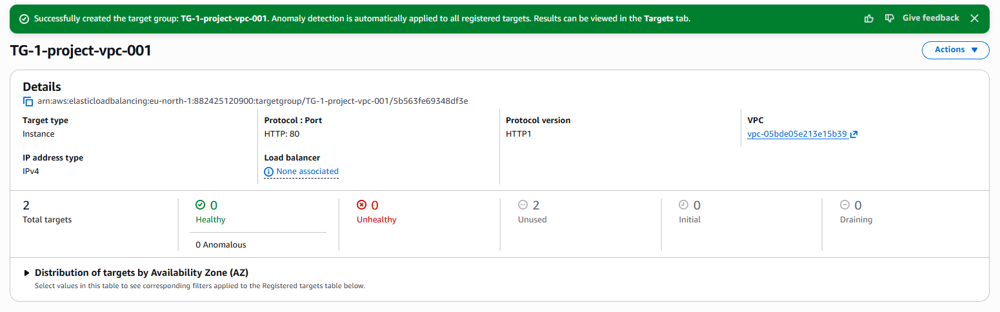 Successfully created the target group: TG-1-project-vpc-001. Anomaly detection is automatically applied to all registered targets. Results can be viewed in the Targets tab.
Give feedback
TG-1-project-vpc-001
Actions
Details
arn:aws:elasticloadbalancing:eu-north-1:882425120900:targetgroup/TG-1-project-vpc-001/5b563fe69348df3e
Target type
Instance
Protocol : Port
HTTP: 80
Protocol version
HTTP1
VPC
vpc-05bde05e213e15b39
IP address type
IPv4
Load balancer
None associated
2
Total targets
0
Healthy
0 Anomalous
0
Unhealthy
2
Unused
0
Initial
0
Draining
Distribution of targets by Availability Zone (AZ)
Select values in this table to see corresponding filters applied to the Registered targets table below.